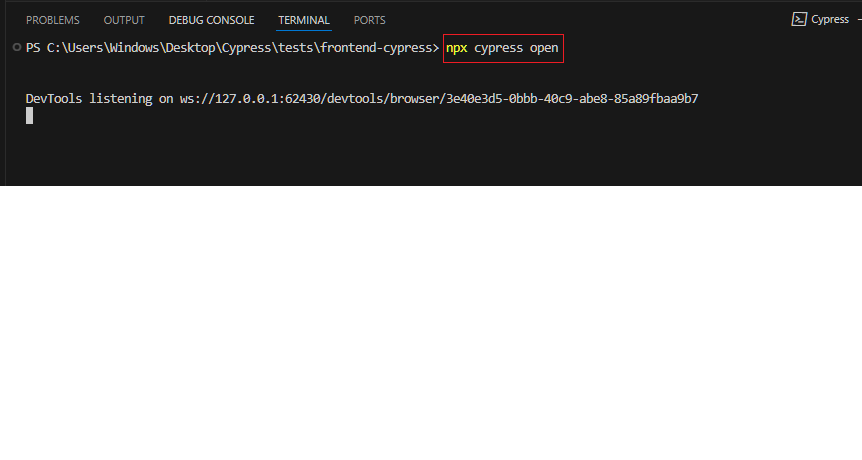 PROBLEMS OUTPUT DEBUG CONSOLE TERMINAL PORTS Cypress
PS C:\Users\Windows\Desktop\Cypress\tests\frontend-cypress> npx cypress open
DevTools listening on ws://127.0.0.1:62430/devtools/browser/3e40e3d5-0bbb-40c9-abe8-85a89fbaa9b7